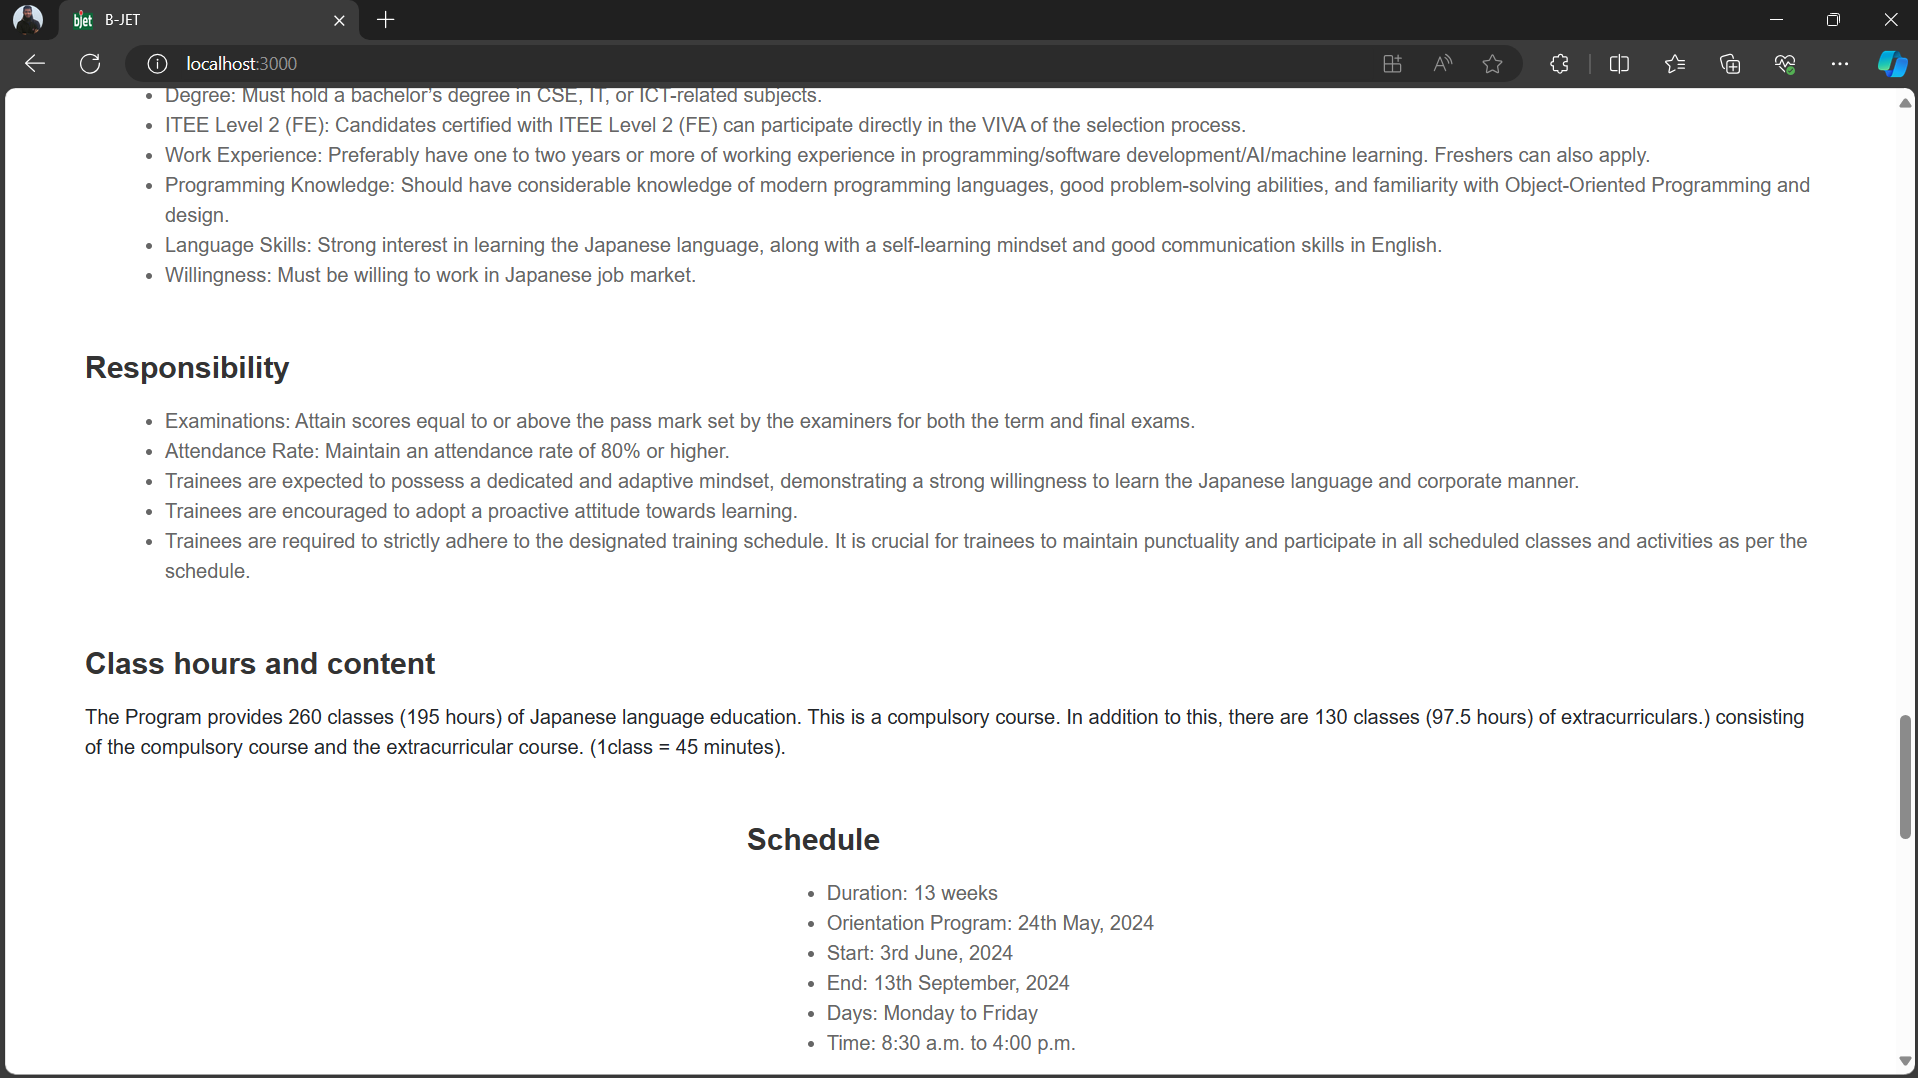 B-JET
localhost:3000
• Degree: Must hold a bachelor’s degree in CSE, IT, or ICT-related subjects.
• ITEE Level 2 (FE): Candidates certified with ITEE Level 2 (FE) can participate directly in the VIVA of the selection process.
• Work Experience: Preferably have one to two years or more of working experience in programming/software development/AI/machine learning. Freshers can also apply.
• Programming Knowledge: Should have considerable knowledge of modern programming languages, good problem-solving abilities, and familiarity with Object-Oriented Programming and
design.
• Language Skills: Strong interest in learning the Japanese language, along with a self-learning mindset and good communication skills in English.
• Willingness: Must be willing to work in Japanese job market.
Responsibility
• Examinations: Attain scores equal to or above the pass mark set by the examiners for both the term and final exams.
• Attendance Rate: Maintain an attendance rate of 80% or higher.
• Trainees are expected to possess a dedicated and adaptive mindset, demonstrating a strong willingness to learn the Japanese language and corporate manner.
• Trainees are encouraged to adopt a proactive attitude towards learning.
• Trainees are required to strictly adhere to the designated training schedule. It is crucial for trainees to maintain punctuality and participate in all scheduled classes and activities as per the
schedule.
Class hours and content
The Program provides 260 classes (195 hours) of Japanese language education. This is a compulsory course. In addition to this, there are 130 classes (97.5 hours) of extracurriculars.) consisting
of the compulsory course and the extracurricular course. (1class = 45 minutes).
Schedule
• Duration: 13 weeks
• Orientation Program: 24th May, 2024
• Start: 3rd June, 2024
• End: 13th September, 2024
• Days: Monday to Friday
• Time: 8:30 a.m. to 4:00 p.m.